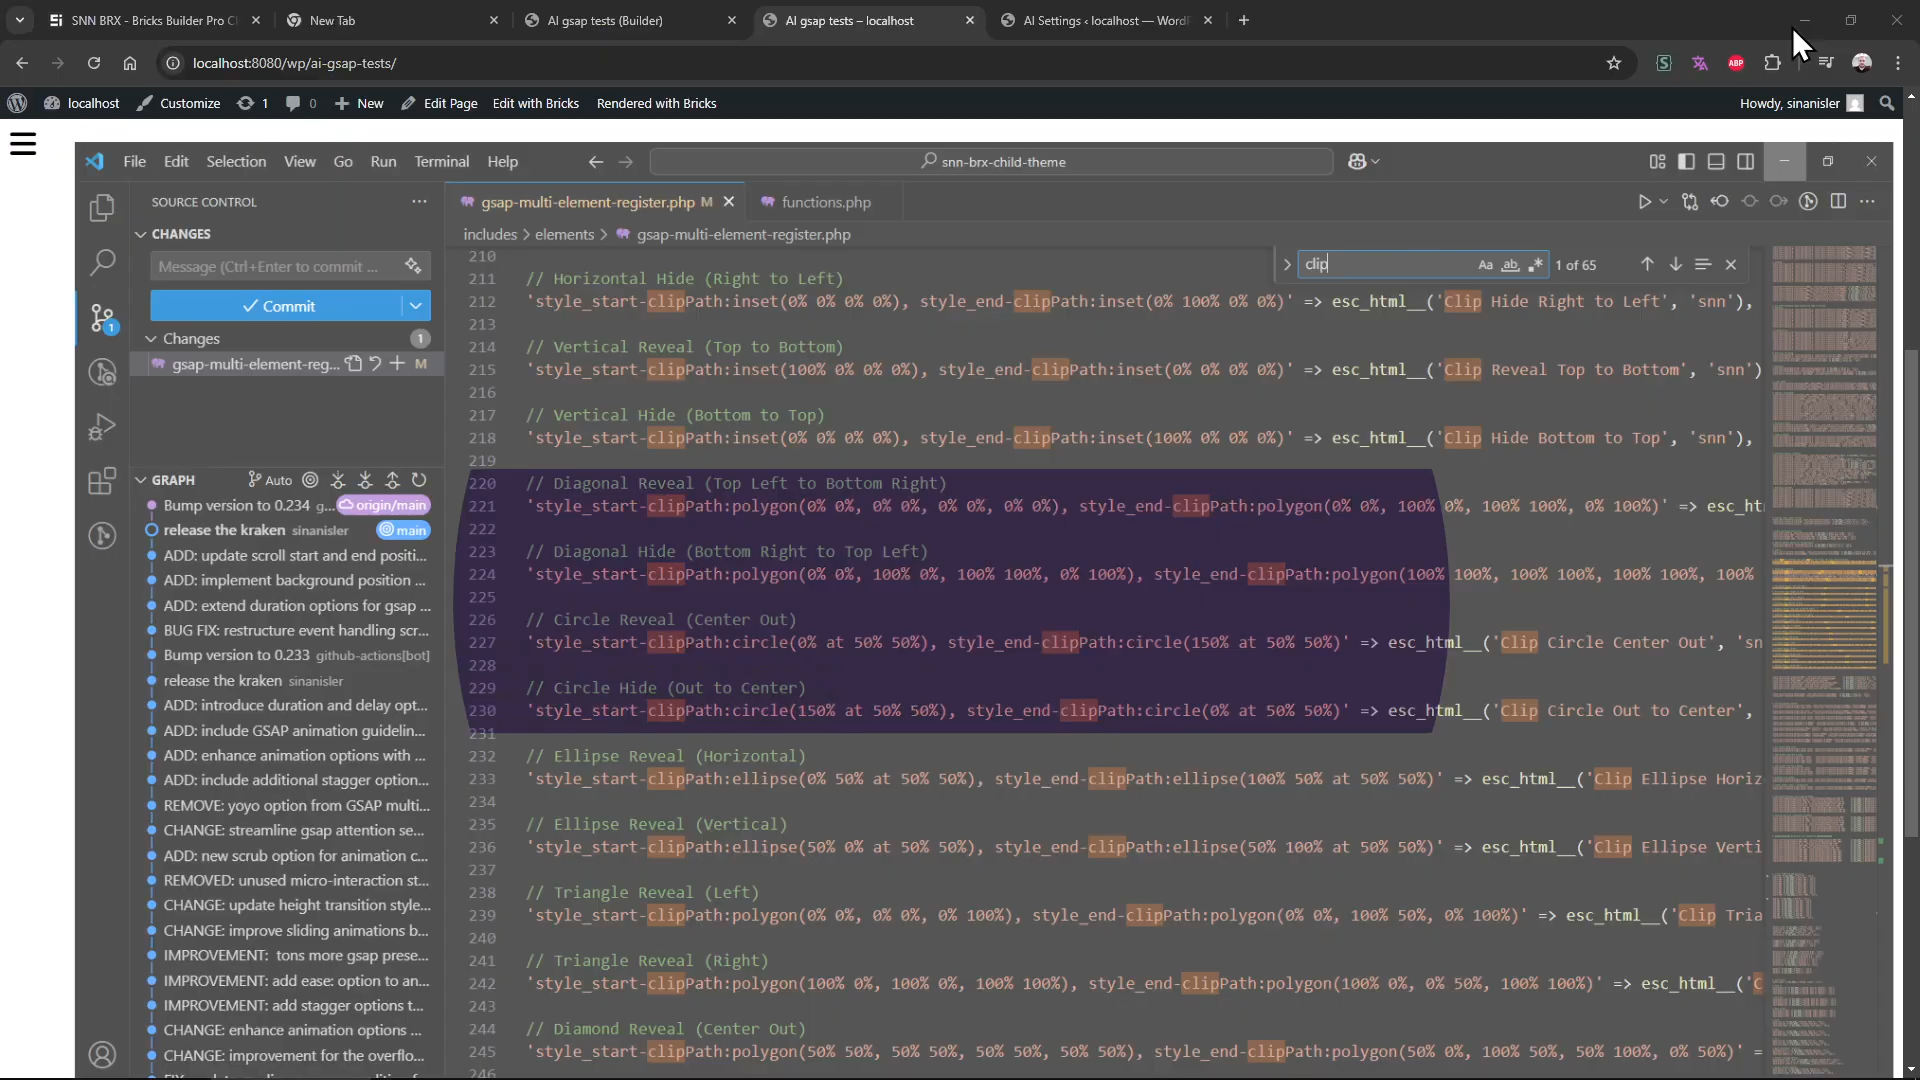 SNN BRX - Bricks Builder Pro C
New Tab
AI gsap tests (Builder)
AI gsap tests – localhost
AI Settings ‹ localhost — WordP
localhost:8080/wp/ai-gsap-tests/
ABP
localhost
Customize
1
0
New
Edit Page
Edit with Bricks
Rendered with Bricks
Howdy, sinanisler
File Edit Selection View Go Run Terminal Help
snn-brx-child-theme
SOURCE CONTROL
gsap-multi-element-register.php M
functions.php
CHANGES
includes > elements > gsap-multi-element-register.php
Message (Ctrl+Enter to commit ...
Commit
Changes 1
gsap-multi-element-reg... M
clip
Aa ab 1 of 65
210
211 // Horizontal Hide (Right to Left)
212 'style_start-clipPath:inset(0% 0% 0% 0%), style_end-clipPath:inset(0% 100% 0% 0%)' => esc_html__('Clip Hide Right to Left', 'snn'),
213
214 // Vertical Reveal (Top to Bottom)
215 'style_start-clipPath:inset(100% 0% 0% 0%), style_end-clipPath:inset(0% 0% 0% 0%)' => esc_html__('Clip Reveal Top to Bottom', 'snn')
216
217 // Vertical Hide (Bottom to Top)
218 'style_start-clipPath:inset(0% 0% 0% 0%), style_end-clipPath:inset(100% 0% 0% 0%)' => esc_html__('Clip Hide Bottom to Top', 'snn'),
219
220 // Diagonal Reveal (Top Left to Bottom Right)
221 'style_start-clipPath:polygon(0% 0%, 0% 0%, 0% 0%, 0% 0%), style_end-clipPath:polygon(0% 0%, 100% 0%, 100% 100%, 0% 100%)' => esc_ht
222
223 // Diagonal Hide (Bottom Right to Top Left)
224 'style_start-clipPath:polygon(0% 0%, 100% 0%, 100% 100%, 0% 100%), style_end-clipPath:polygon(100% 100%, 100% 100%, 100% 100%, 100%
225
226 // Circle Reveal (Center Out)
227 'style_start-clipPath:circle(0% at 50% 50%), style_end-clipPath:circle(150% at 50% 50%)' => esc_html__('Clip Circle Center Out', 'sn
228
229 // Circle Hide (Out to Center)
230 'style_start-clipPath:circle(150% at 50% 50%), style_end-clipPath:circle(0% at 50% 50%)' => esc_html__('Clip Circle Out to Center',
231
232 // Ellipse Reveal (Horizontal)
233 'style_start-clipPath:ellipse(0% 50% at 50% 50%), style_end-clipPath:ellipse(100% 50% at 50% 50%)' => esc_html__('Clip Ellipse Horiz
234
235 // Ellipse Reveal (Vertical)
236 'style_start-clipPath:ellipse(50% 0% at 50% 50%), style_end-clipPath:ellipse(50% 100% at 50% 50%)' => esc_html__('Clip Ellipse Verti
237
238 // Triangle Reveal (Left)
239 'style_start-clipPath:polygon(0% 0%, 0% 0%, 0% 100%), style_end-clipPath:polygon(0% 0%, 100% 50%, 0% 100%)' => esc_html__('Clip Tria
240
241 // Triangle Reveal (Right)
242 'style_start-clipPath:polygon(100% 0%, 100% 0%, 100% 100%), style_end-clipPath:polygon(100% 0%, 0% 50%, 100% 100%)' => esc_html__('C
243
244 // Diamond Reveal (Center Out)
245 'style_start-clipPath:polygon(50% 50%, 50% 50%, 50% 50%, 50% 50%), style_end-clipPath:polygon(50% 0%, 100% 50%, 50% 100%, 0% 50%)' =
246
GRAPH Auto
Bump version to 0.234 g... origin/main
release the kraken sinanisler main
ADD: update scroll start and end positi...
ADD: implement background position ...
ADD: extend duration options for gsap ...
BUG FIX: restructure event handling scr...
Bump version to 0.233 github-actions[bot]
release the kraken sinanisler
ADD: introduce duration and delay opt...
ADD: include GSAP animation guidelin...
ADD: enhance animation options with ...
ADD: include additional stagger option...
REMOVE: yoyo option from GSAP multi...
CHANGE: streamline gsap attention se...
ADD: new scrub option for animation c...
REMOVED: unused micro-interaction st...
CHANGE: update height transition style...
CHANGE: improve sliding animations b...
IMPROVEMENT: tons more gsap prese...
IMPROVEMENT: add ease: option to an...
IMPROVEMENT: add stagger options t...
CHANGE: enhance animation options ...
CHANGE: improvement for the overflo...